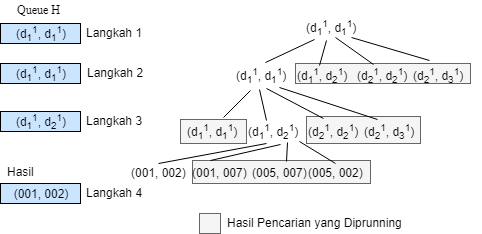 Queue H
(d₁¹, d₁¹) Langkah 1
(d₁¹, d₁¹)
(d₁¹, d₁¹) Langkah 2
(d₁¹, d₁¹) (d₁¹, d₂¹) (d₂¹, d₂¹) (d₂¹, d₃¹)
(d₁¹, d₂¹) Langkah 3
(d₁¹, d₁¹) (d₁¹, d₂¹) (d₂¹, d₂¹) (d₂¹, d₃¹)
Hasil
(001, 002) (001, 007) (005, 007) (005, 002)
(001, 002) Langkah 4
Hasil Pencarian yang Diprunning